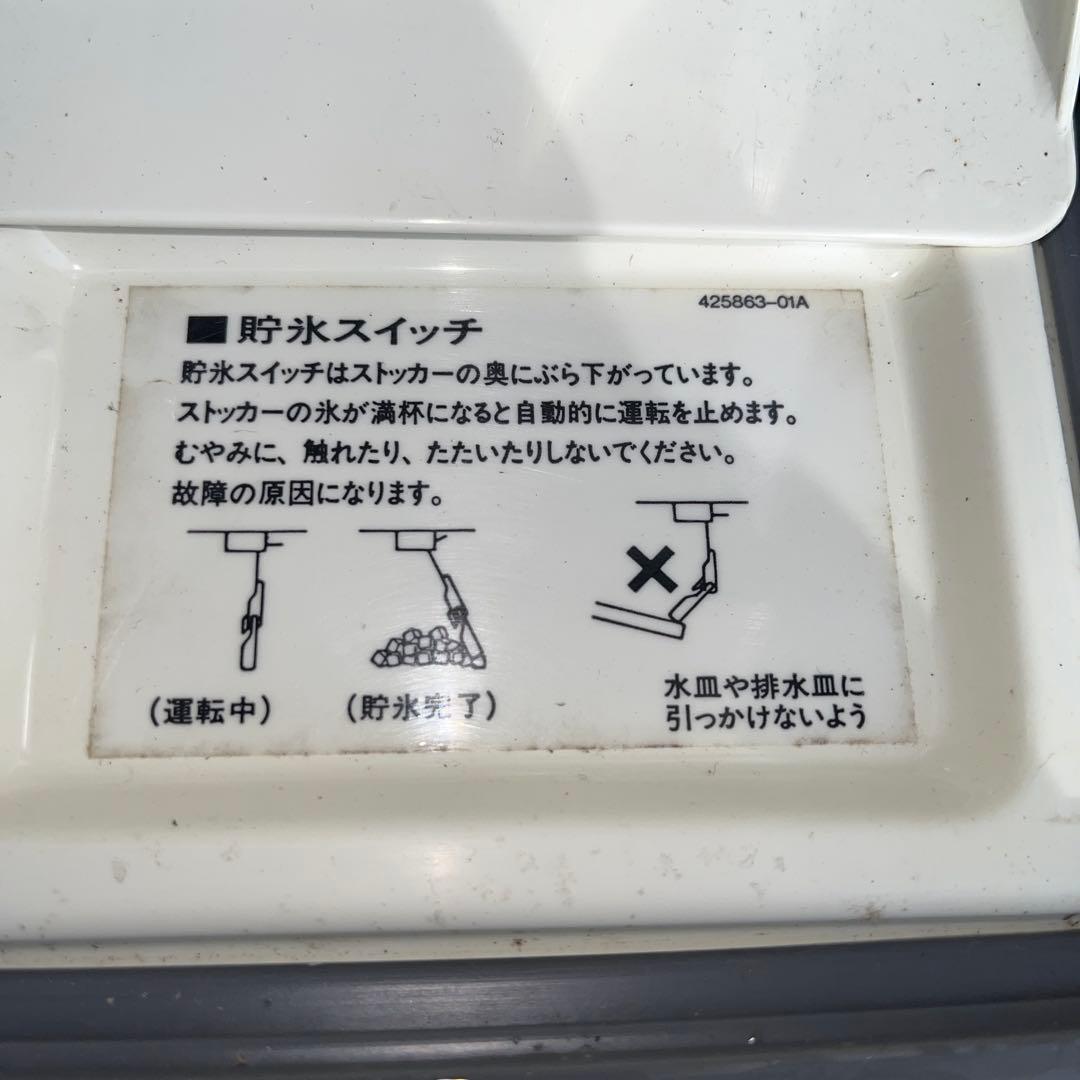 425863-01A
■貯氷スイッチ
貯氷スイッチはストッカーの奥にぶら下がっています。
ストッカーの氷が満杯になると自動的に運転を止めます。
むやみに、触れたり、たたいたりしないでください。
故障の原因になります。
(運転中)
(貯氷完了)
水皿や排水皿に
引っかけないよう